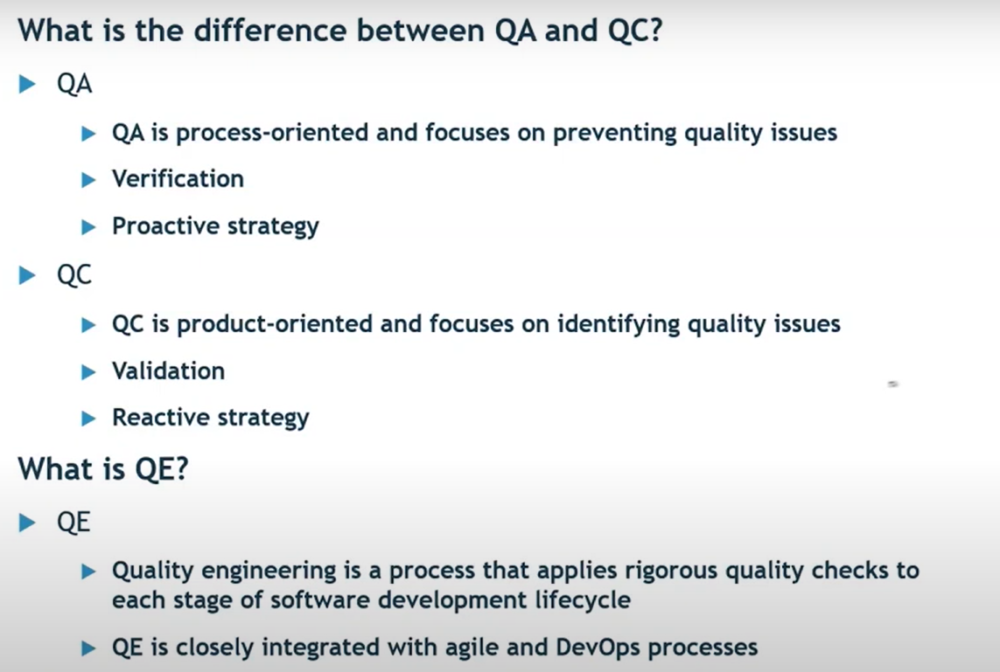 What is the difference between QA and QC?
QA
QA is process-oriented and focuses on preventing quality issues
Verification
Proactive strategy
QC
QC is product-oriented and focuses on identifying quality issues
Validation
Reactive strategy
What is QE?
QE
Quality engineering is a process that applies rigorous quality checks to
each stage of software development lifecycle
QE is closely integrated with agile and DevOps processes